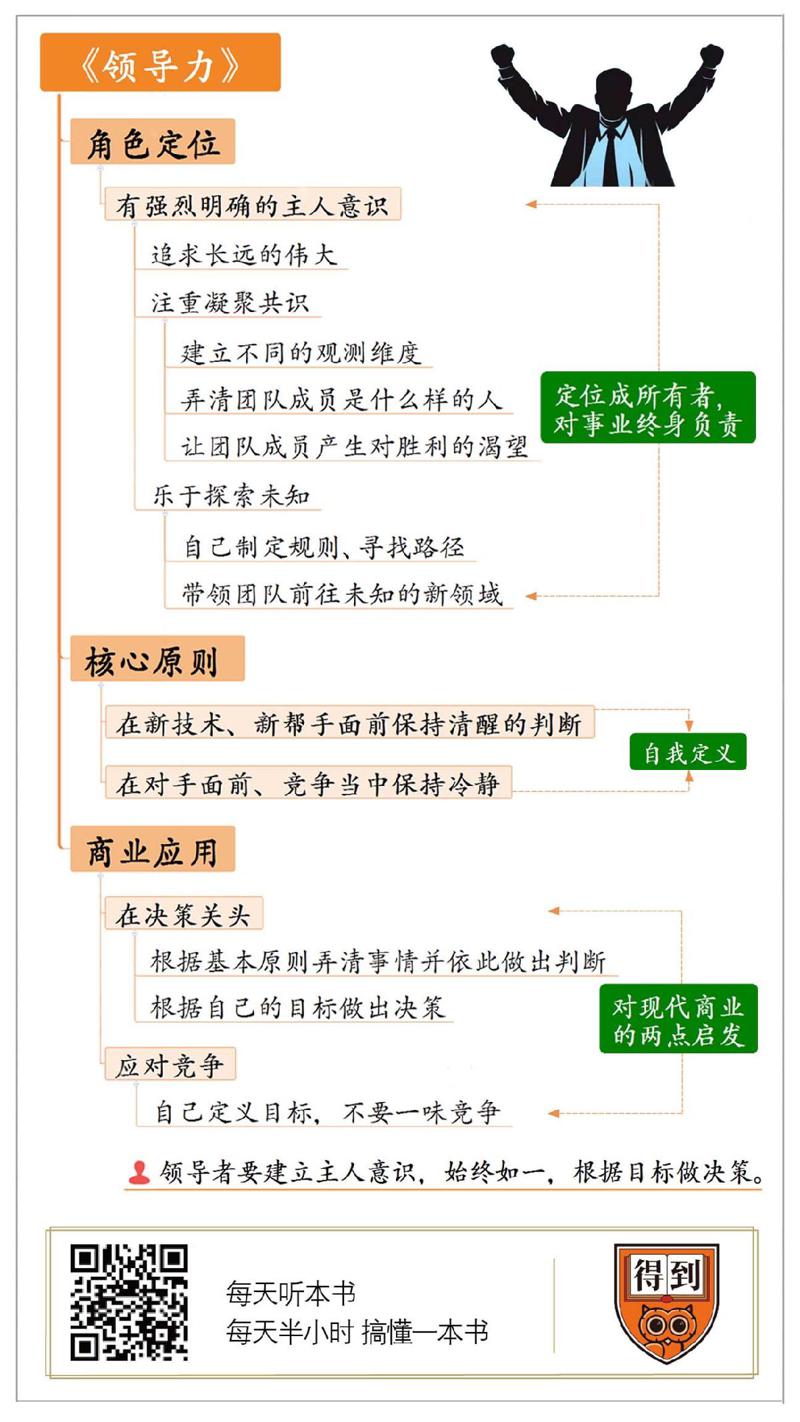 《领导力》
角色定位
有强烈明确的主人意识
追求长远的伟大
注重凝聚共识
建立不同的观测维度
弄清团队成员是什么样的人
让团队成员产生对胜利的渴望
定位成所有者，
对事业终身负责
乐于探索未知
自己制定规则、寻找路径
带领团队前往未知的新领域
核心原则
在新技术、新帮手面前保持清醒的判断
自我定义
在对手面前、竞争当中保持冷静
商业应用
在决策关头
根据基本原则弄清事情并依此做出判断
根据自己的目标做出决策
对现代商业
的两点启发
应对竞争
自己定义目标，不要一味竞争
领导者要建立主人意识，始终如一，根据目标做决策。
每天听本书
每天半小时 搞懂一本书
得到